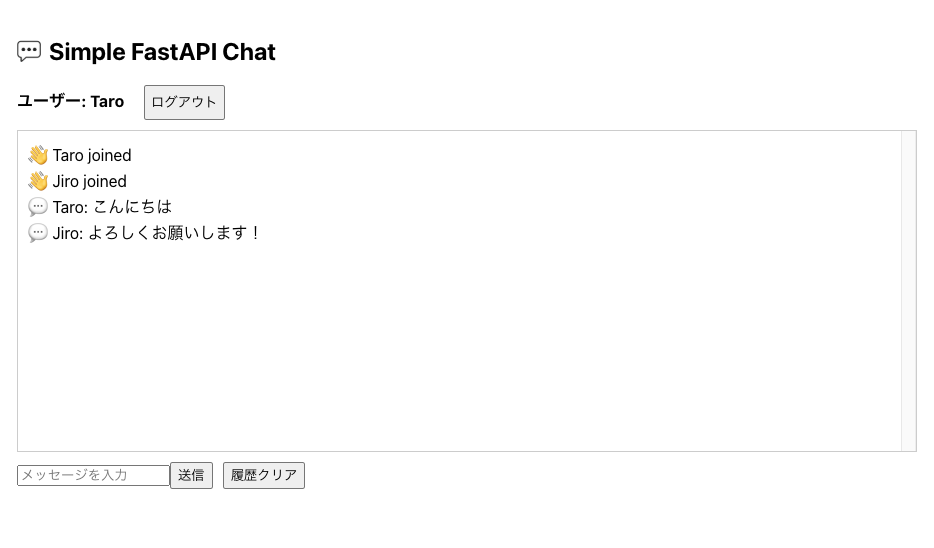 💬 Simple FastAPI Chat
ユーザー: Taro ログアウト
👋 Taro joined
👋 Jiro joined
💬 Taro: こんにちは
💬 Jiro: よろしくお願いします！
メッセージを入力 送信 履歴クリア